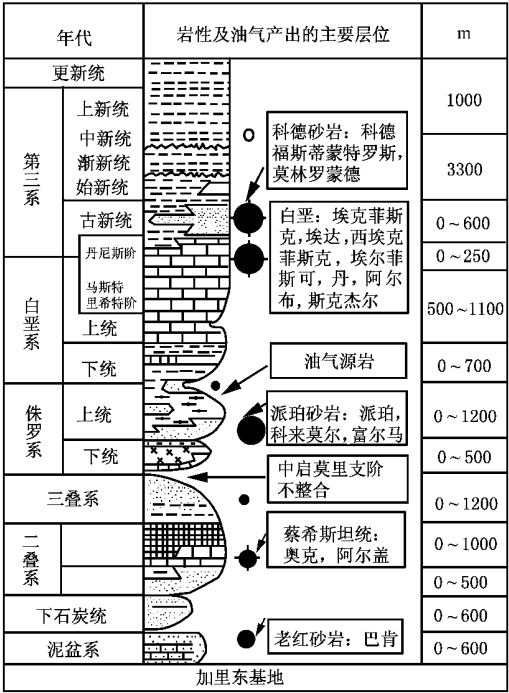 年代
岩性及油气产出的主要层位
m
更新统
第三系
上新统
中新统
渐新统
始新统
古新统
丹尼斯阶
马斯特
里希特阶
白垩系
上统
下统
侏罗系
上统
下统
三叠系
二叠系
下石炭统
泥盆系
加里东基地
科德砂岩：科德
福斯蒂蒙特罗斯，
莫林罗蒙德
白垩：埃克菲斯
克，埃达，西埃克
菲斯克，埃尔菲
斯可，丹，阿尔
布，斯克杰尔
油气源岩
派珀砂岩：派珀，
科来莫尔，富尔马
中启莫里支阶
不整合
蔡希斯坦统：
奥克，阿尔盖
老红砂岩：巴肯
1000
3300
0～600
0～250
500～1100
0～700
0～1200
0～500
0～1200
0～1000
0～500
0～600
0～600